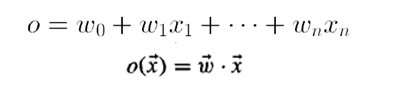 o = w₀ + w₁x₁ + ··· + wₙxₙ
o(x⃗) = w⃗ · x⃗